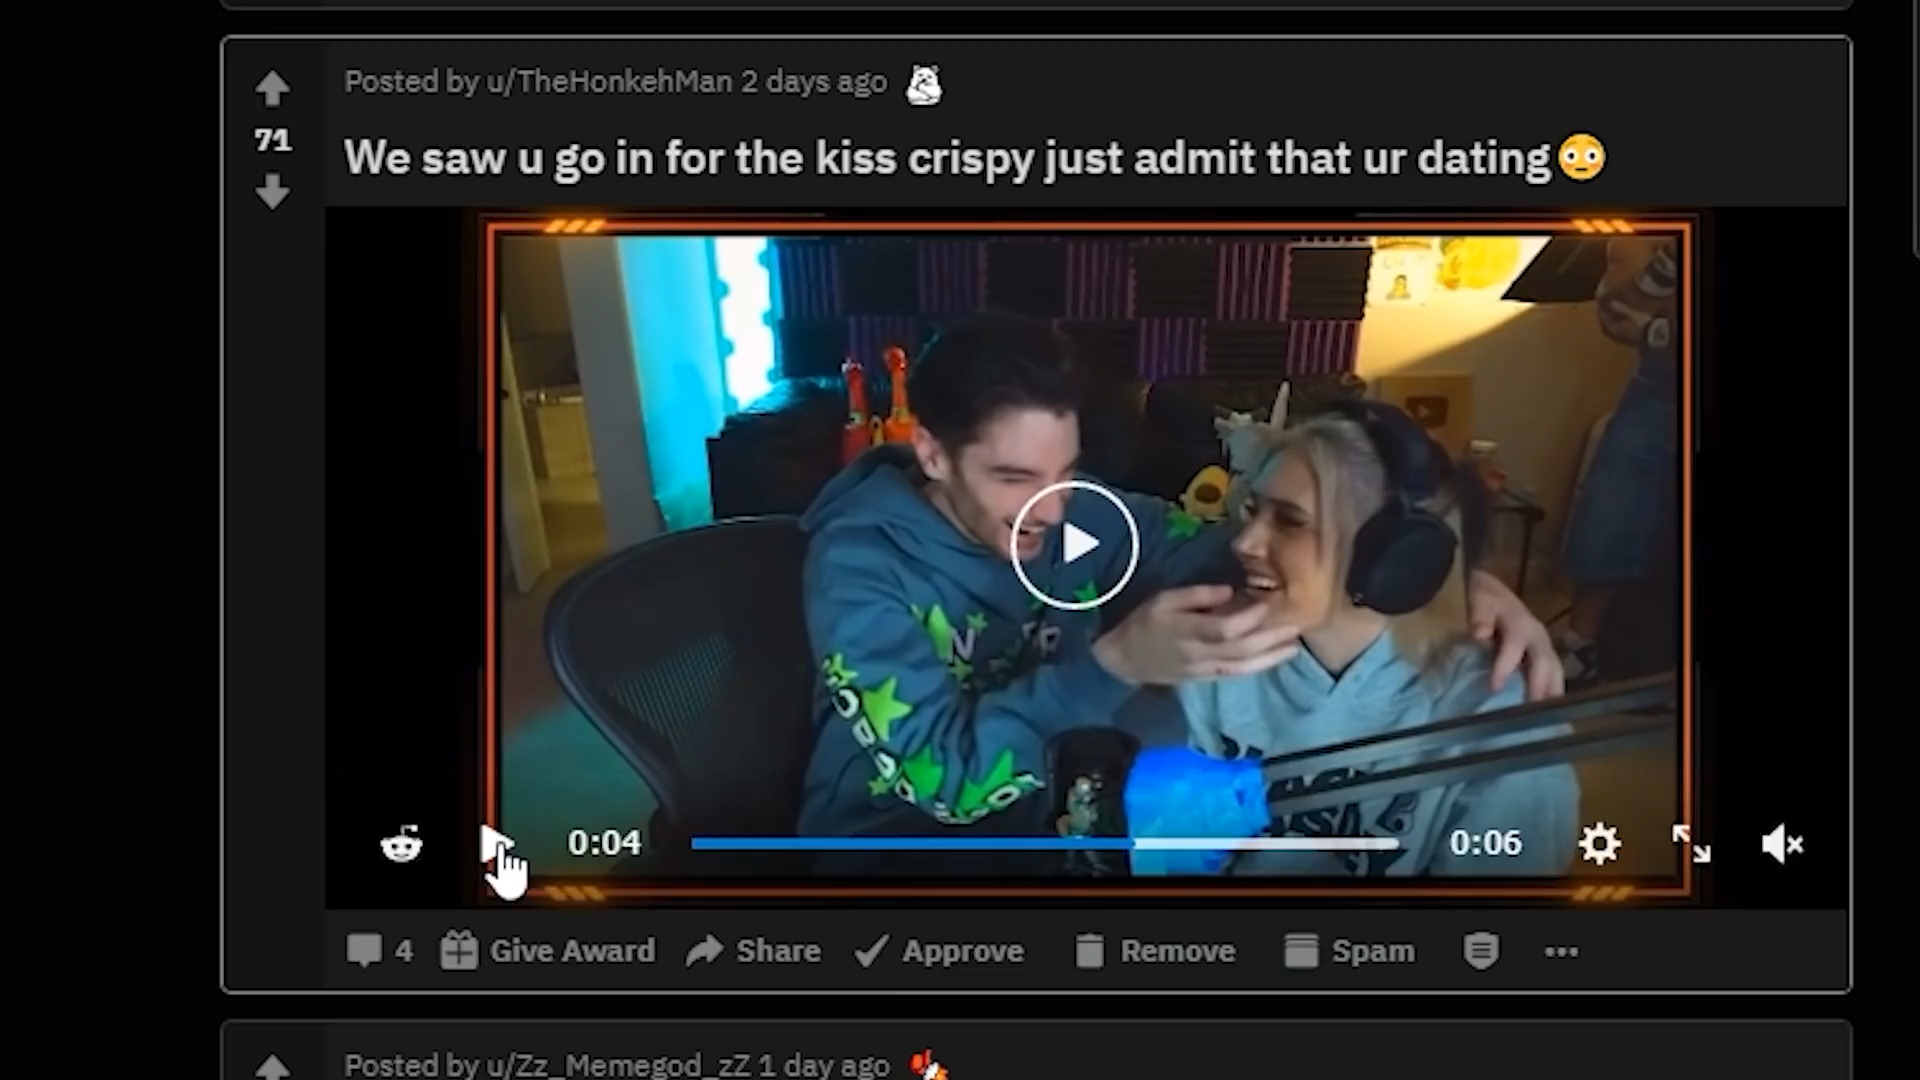 Posted by u/TheHonkehMan 2 days ago
71
We saw u go in for the kiss crispy just admit that ur dating😳
0:04
0:06
4
Give Award
Share
Approve
Remove
Spam
Posted by u/Zz_Memegod_zZ 1 day ago